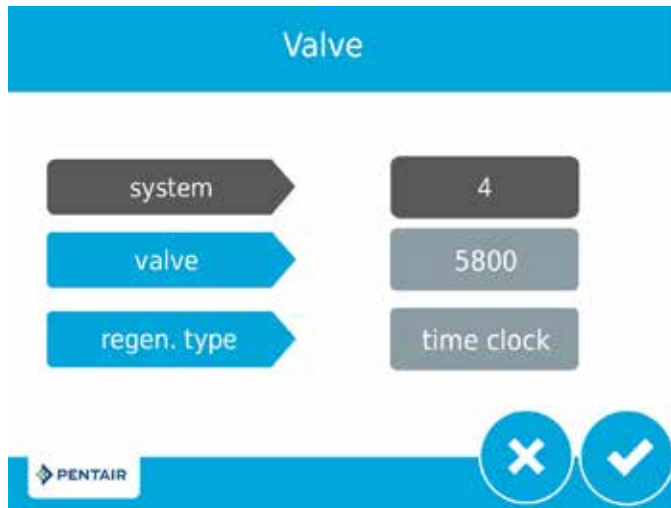 Valve
system
4
valve
5800
regen. type
time clock
PENTAIR